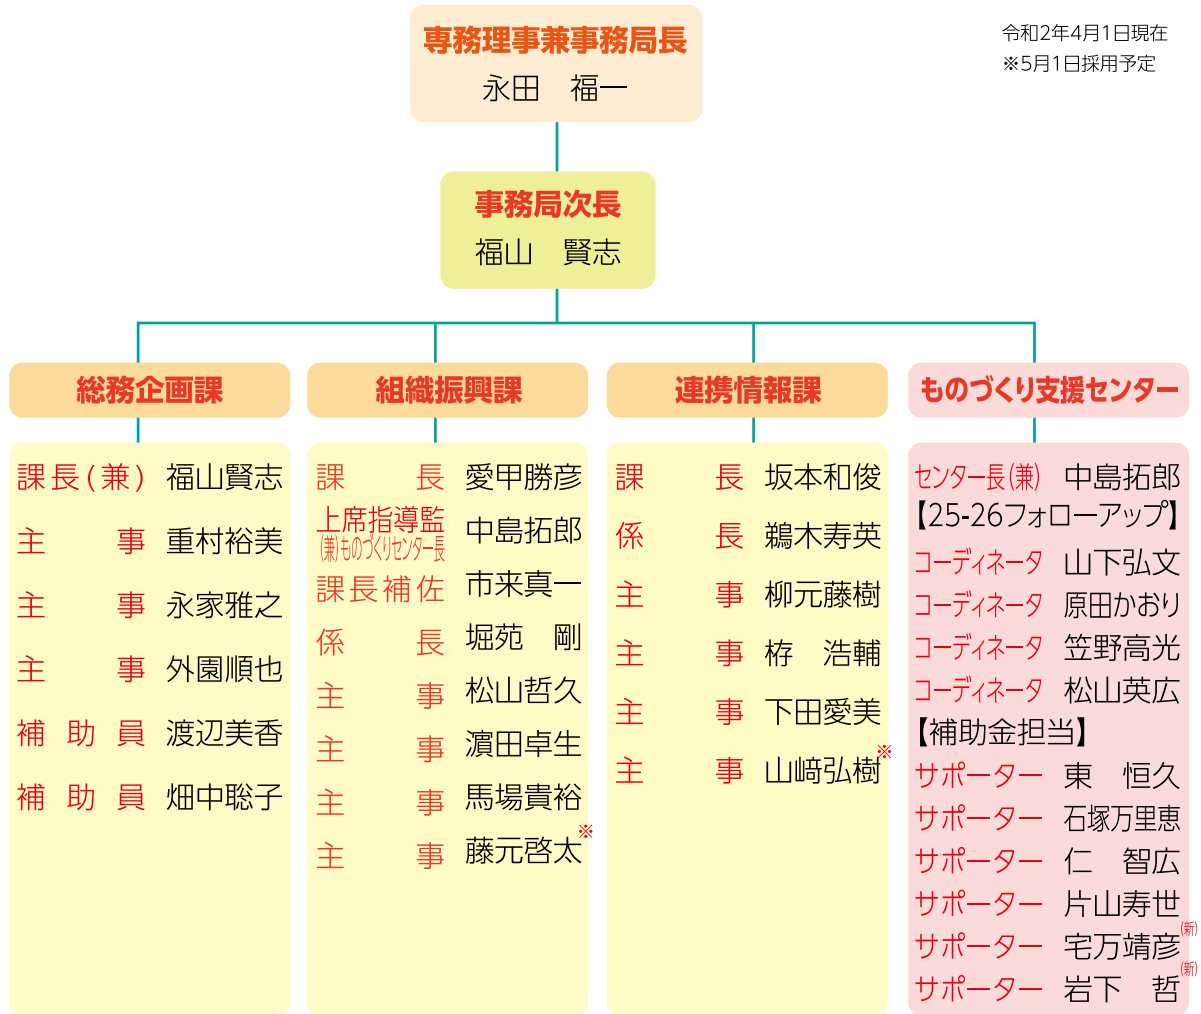 専務理事兼事務局長
永田　福一
令和2年4月1日現在
※5月1日採用予定
事務局次長
福山　賢志
総務企画課
課長(兼) 福山賢志
主事 重村裕美
主事 永家雅之
主事 外園順也
補助員 渡辺美香
補助員 畑中聡子
組織振興課
課長 愛甲勝彦
上席指導監 中島拓郎
(兼)ものづくりセンター長
課長補佐 市来真一
係長 堀苑　剛
主事 松山哲久
主事 濵田卓生
主事 馬場貴裕
主事 藤元啓太※
連携情報課
課長 坂本和俊
係長 鵜木寿英
主事 柳元藤樹
主事 栫　浩輔
主事 下田愛美
主事 山﨑弘樹※
ものづくり支援センター
センター長(兼) 中島拓郎
【25-26フォローアップ】
コーディネータ 山下弘文
コーディネータ 原田かおり
コーディネータ 笠野高光
コーディネータ 松山英広
【補助金担当】
サポーター 東　恒久
サポーター 石塚万里恵
サポーター 仁　智広
サポーター 片山寿世
サポーター 宅万靖彦(新)
サポーター 岩下　哲(新)